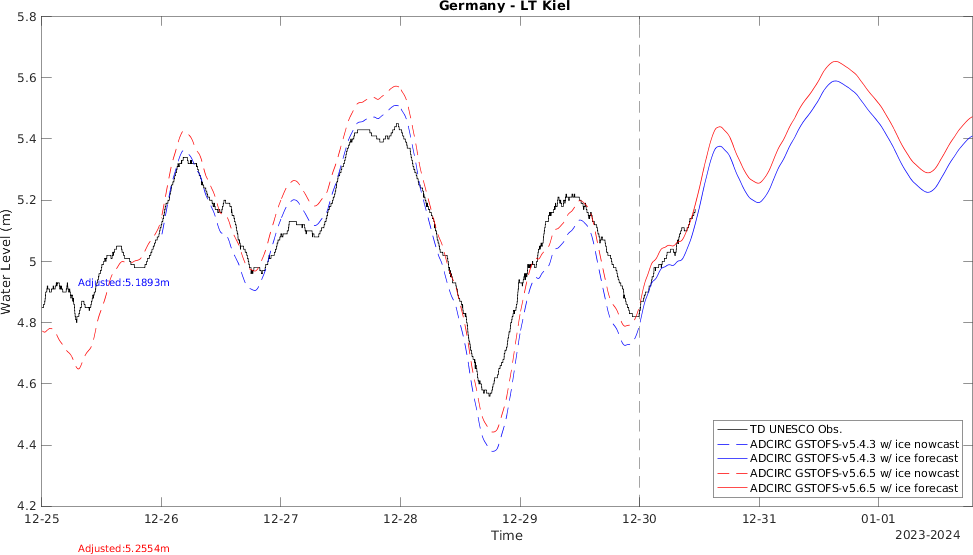 Germany - LT Kiel
5.8
5.6
5.4
5.2
5
4.8
4.6
4.4
4.2
Water Level (m)
Adjusted:5.1893m
TD UNESCO Obs.
ADCIRC GSTOFS-v5.4.3 w/ ice nowcast
ADCIRC GSTOFS-v5.4.3 w/ ice forecast
ADCIRC GSTOFS-v5.6.5 w/ ice nowcast
ADCIRC GSTOFS-v5.6.5 w/ ice forecast
12-25 12-26 12-27 12-28 12-29 12-30 12-31 01-01
Time
2023-2024
Adjusted:5.2554m